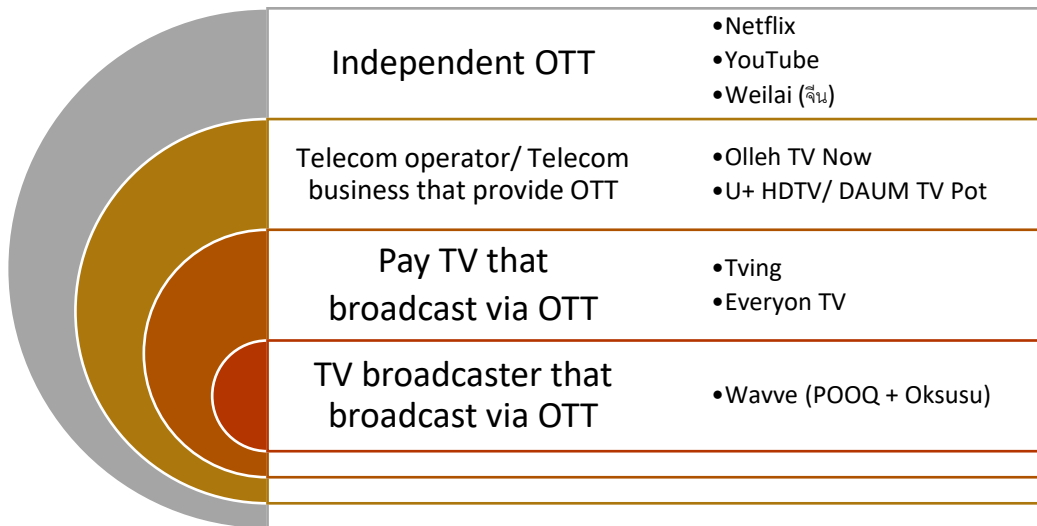 Independent OTT
•Netflix
•YouTube
•Weilai (จีน)
Telecom operator/ Telecom
business that provide OTT
•Olleh TV Now
•U+ HDTV/ DAUM TV Pot
Pay TV that
broadcast via OTT
•Tving
•Everyon TV
TV broadcaster that
broadcast via OTT
•Wavve (POOQ + Oksusu)